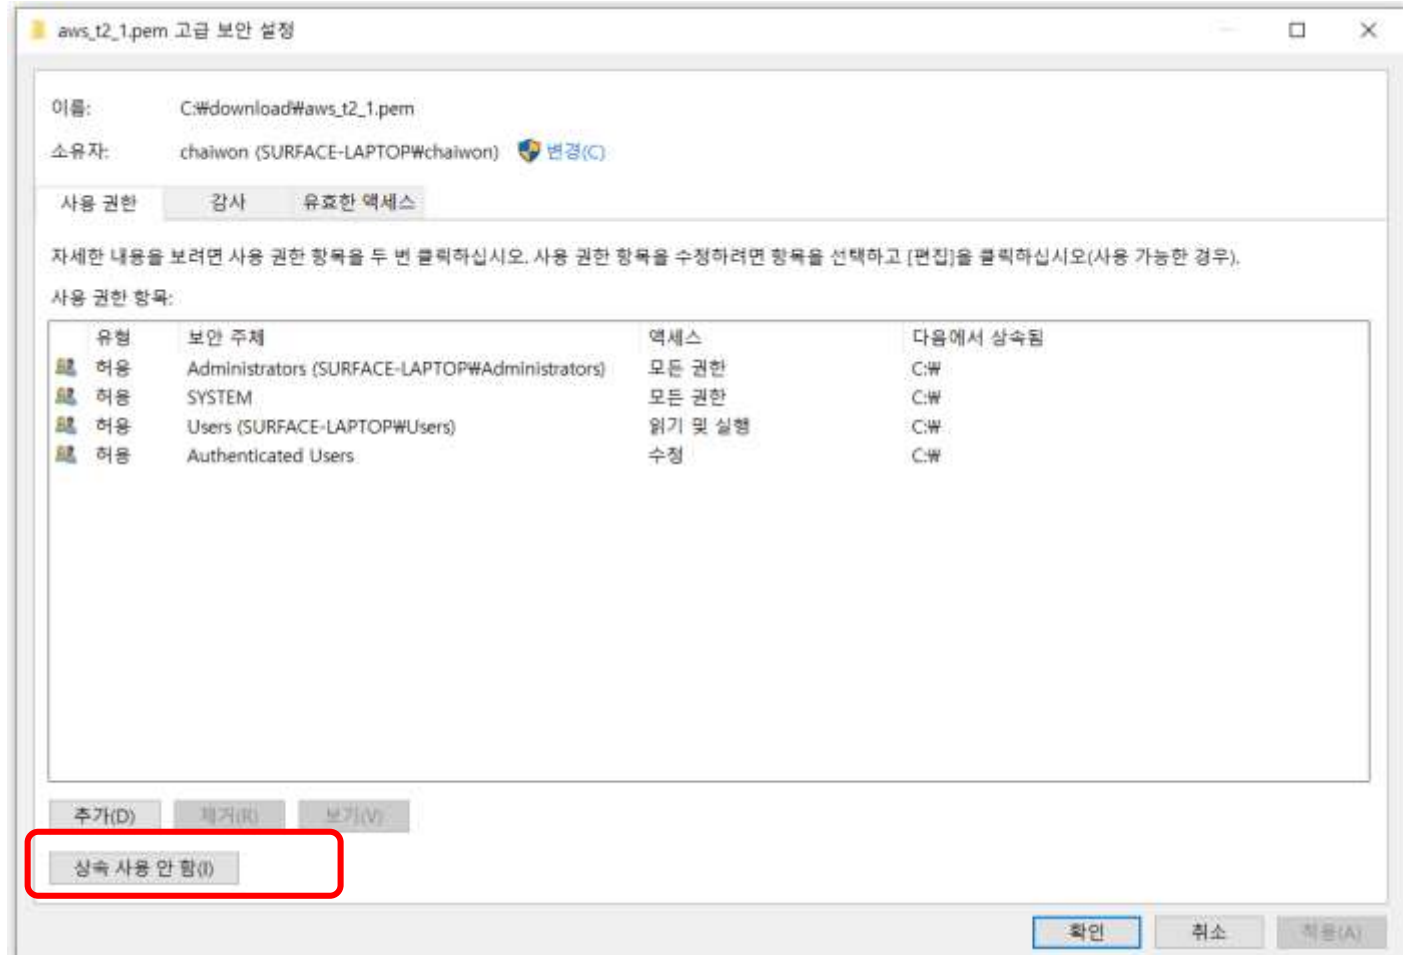 aws_t2_1.pem 고급 보안 설정
이름: C:₩download₩aws_t2_1.pem
소유자: chaiwon (SURFACE-LAPTOP₩chaiwon) 변경(C)
사용 권한 감사 유효한 액세스
자세한 내용을 보려면 사용 권한 항목을 두 번 클릭하십시오. 사용 권한 항목을 수정하려면 항목을 선택하고 [편집]을 클릭하십시오(사용 가능한 경우).
사용 권한 항목:
유형 보안 주체 액세스 다음에서 상속됨
허용 Administrators (SURFACE-LAPTOP₩Administrators) 모든 권한 C:₩
허용 SYSTEM 모든 권한 C:₩
허용 Users (SURFACE-LAPTOP₩Users) 읽기 및 실행 C:₩
허용 Authenticated Users 수정 C:₩
추가(D) 제거(R) 보기(V)
상속 사용 안 함(I)
확인 취소 적용(A)